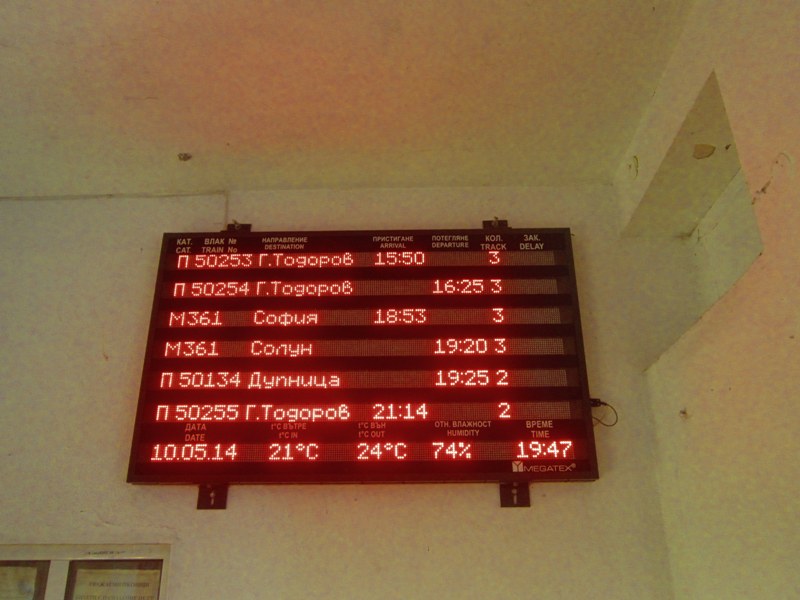 КАТ. ВЛАК № НАПРАВЛЕНИЕ ПРИСТИГАНЕ ПОТЕГЛЯНЕ КОЛ. ЗАК.
CAT. TRAIN No DESTINATION ARRIVAL DEPARTURE TRACK DELAY
П 50253 Г.Тодоров 15:50 3
П 50254 Г.Тодоров 16:25 3
М361 София 18:53 3
М361 Солун 19:20 3
П 50134 Дупница 19:25 2
П 50255 Г.Тодоров 21:14 2
ДАТА t°C ВЪТРЕ t°C ВЪН ОТН. ВЛАЖНОСТ ВРЕМЕ
DATE t°C IN t°C OUT HUMIDITY TIME
10.05.14 21°C 24°C 74% 19:47
MEGATEX